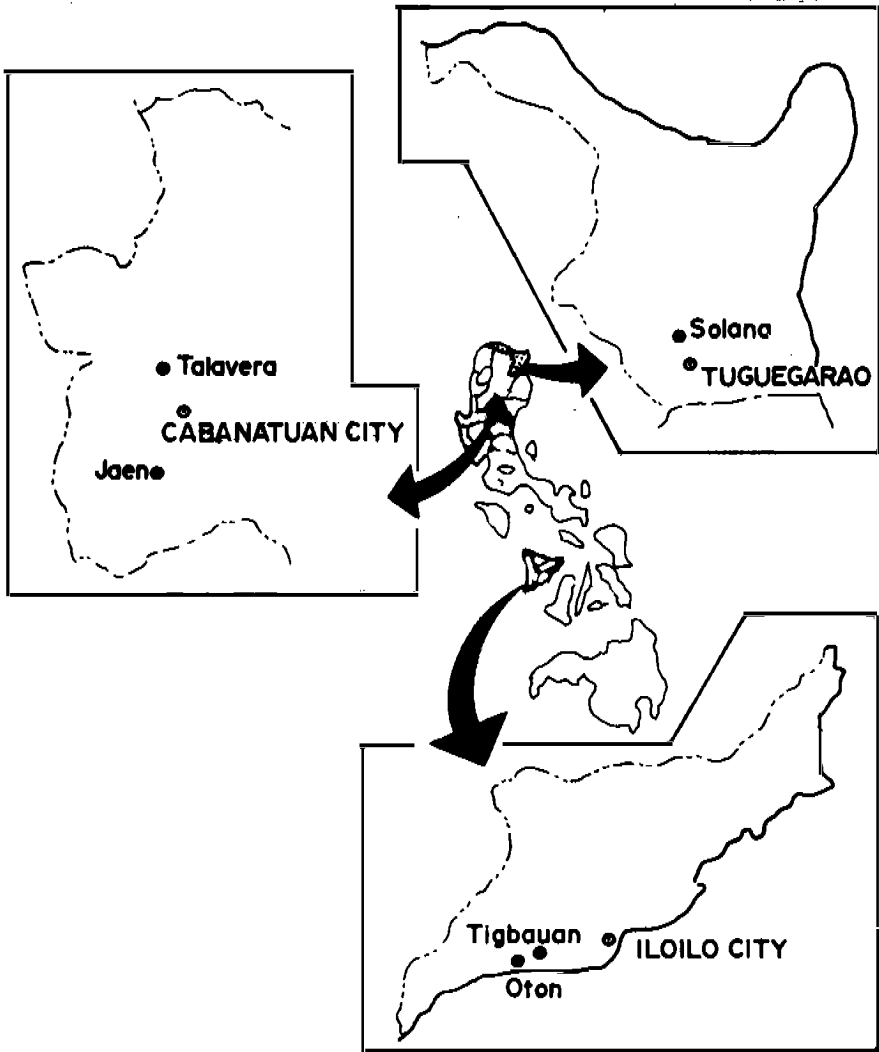 Talavera
CABANATUAN CITY
Jaen
Solana
TUGUEGARAO
Tigbauan
ILOILO CITY
Oton